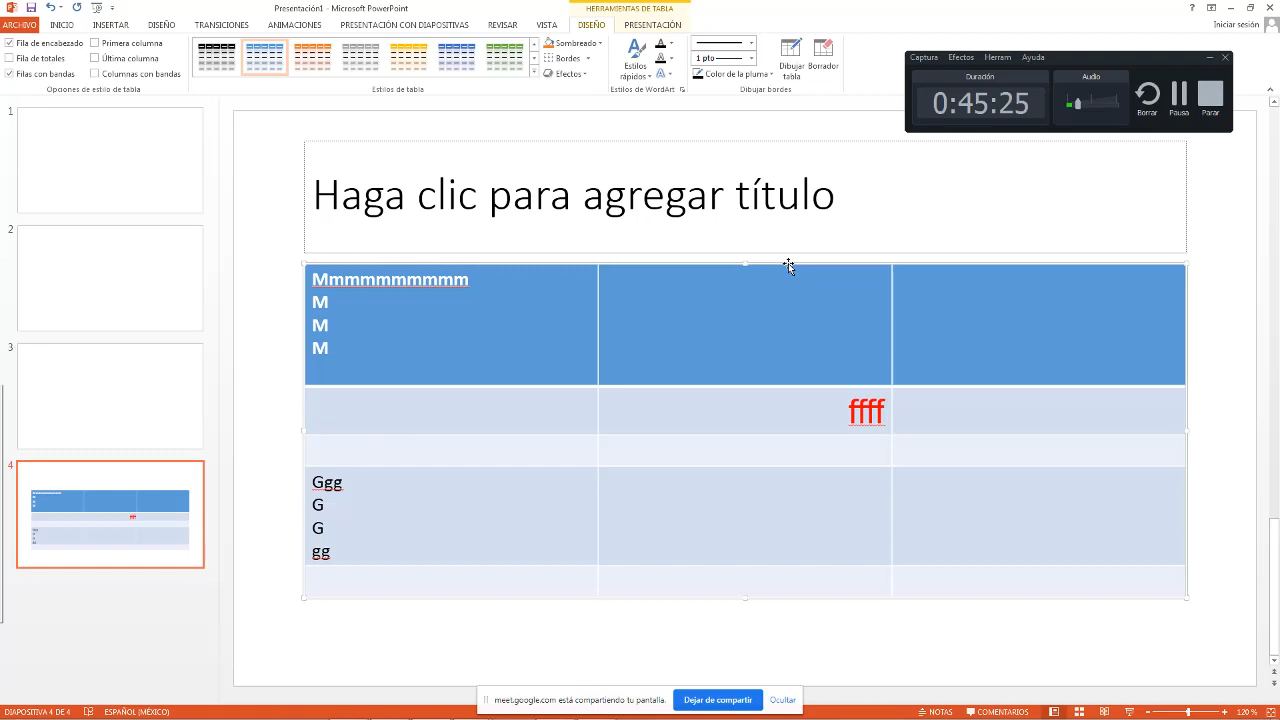 Presentación1 - Microsoft PowerPoint
HERRAMIENTAS DE TABLA
ARCHIVO INICIO INSERTAR DISEÑO TRANSICIONES ANIMACIONES PRESENTACIÓN CON DIAPOSITIVAS REVISAR VISTA DISEÑO PRESENTACIÓN
Iniciar sesión
Fila de encabezado Primera columna
Fila de totales Última columna
Filas con bandas Columnas con bandas
Opciones de estilo de tabla
Sombreado
Bordes
Efectos
Estilos de tabla
Estilos rápidos
Estilos de WordArt
1 pto
Color de la pluma
Dibujar tabla
Borrador
Dibujar bordes
Captura Efectos Herram Ayuda
Duración
0:45:25
Audio
Borrar Pausa Parar
1
2
3
4
Haga clic para agregar título
Mmmmmmmmmm
M
M
M
ffff
Ggg
G
G
gg
meet.google.com está compartiendo tu pantalla.
Dejar de compartir
Ocultar
DIAPOSITIVA 4 DE 4
ESPAÑOL (MÉXICO)
NOTAS
COMENTARIOS
120 %